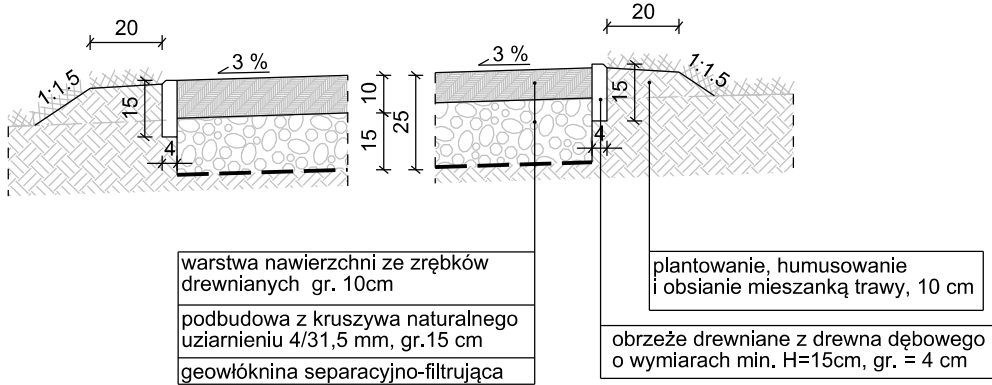 20
20
3 %
3 %
1:1.5
1:1.5
15
10
15
25
15
4
4
warstwa nawierzchni ze zrębków
drewnianych gr. 10cm
podbudowa z kruszywa naturalnego
uziarnieniu 4/31,5 mm, gr.15 cm
geowłóknina separacyjno-filtrująca
plantowanie, humusowanie
i obsianie mieszanką trawy, 10 cm
obrzeże drewniane z drewna dębowego
o wymiarach min. H=15cm, gr. = 4 cm